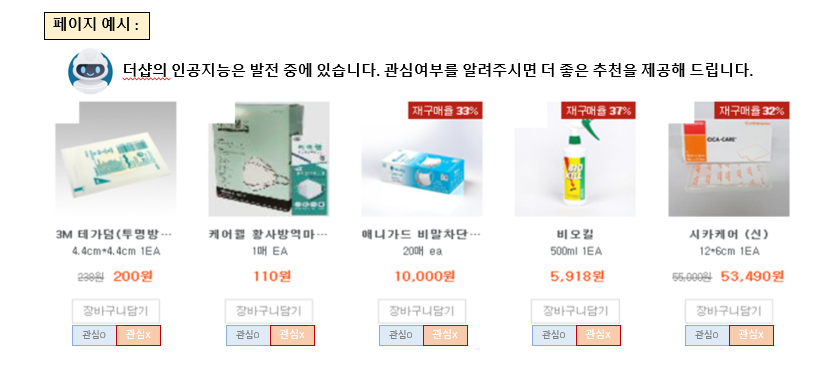 페이지 예시 :
더샵의 인공지능은 발전 중에 있습니다. 관심여부를 알려주시면 더 좋은 추천을 제공해 드립니다.
재구매율 33% 재구매율 37% 재구매율 32%
BIO KILL
CICA-CARE
3M 테가덤(투명방… 케어웰 황사방역마… 애니가드 비말차단… 비오킬 시카케어 (신)
4.4cm*4.4cm 1EA 1매 EA 20매 ea 500ml 1EA 12*6cm 1EA
238원 200원 110원 10,000원 5,918원 55,000원 53,490원
장바구니담기 장바구니담기 장바구니담기 장바구니담기 장바구니담기
관심o 관심x 관심o 관심x 관심o 관심x 관심o 관심x 관심o 관심x